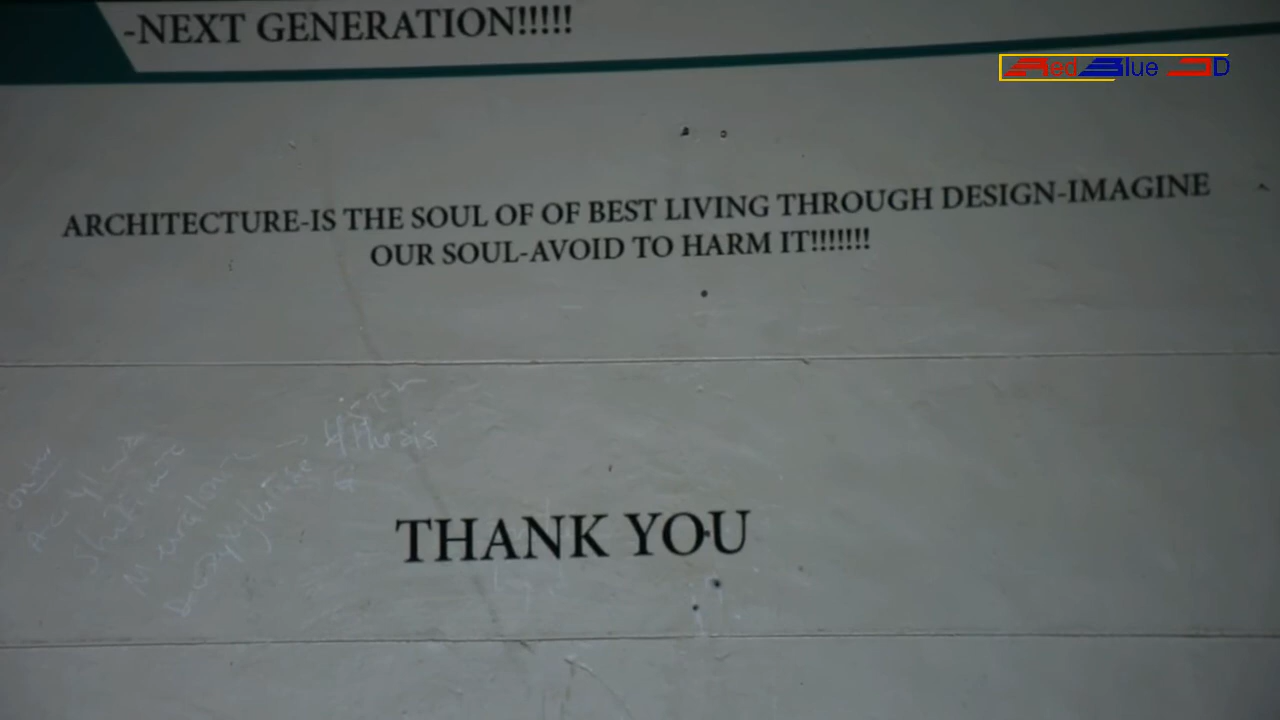 -NEXT GENERATION!!!!!
RedBlue 3D
ARCHITECTURE-IS THE SOUL OF OF BEST LIVING THROUGH DESIGN-IMAGINE
OUR SOUL-AVOID TO HARM IT!!!!!!!
THANK YOU